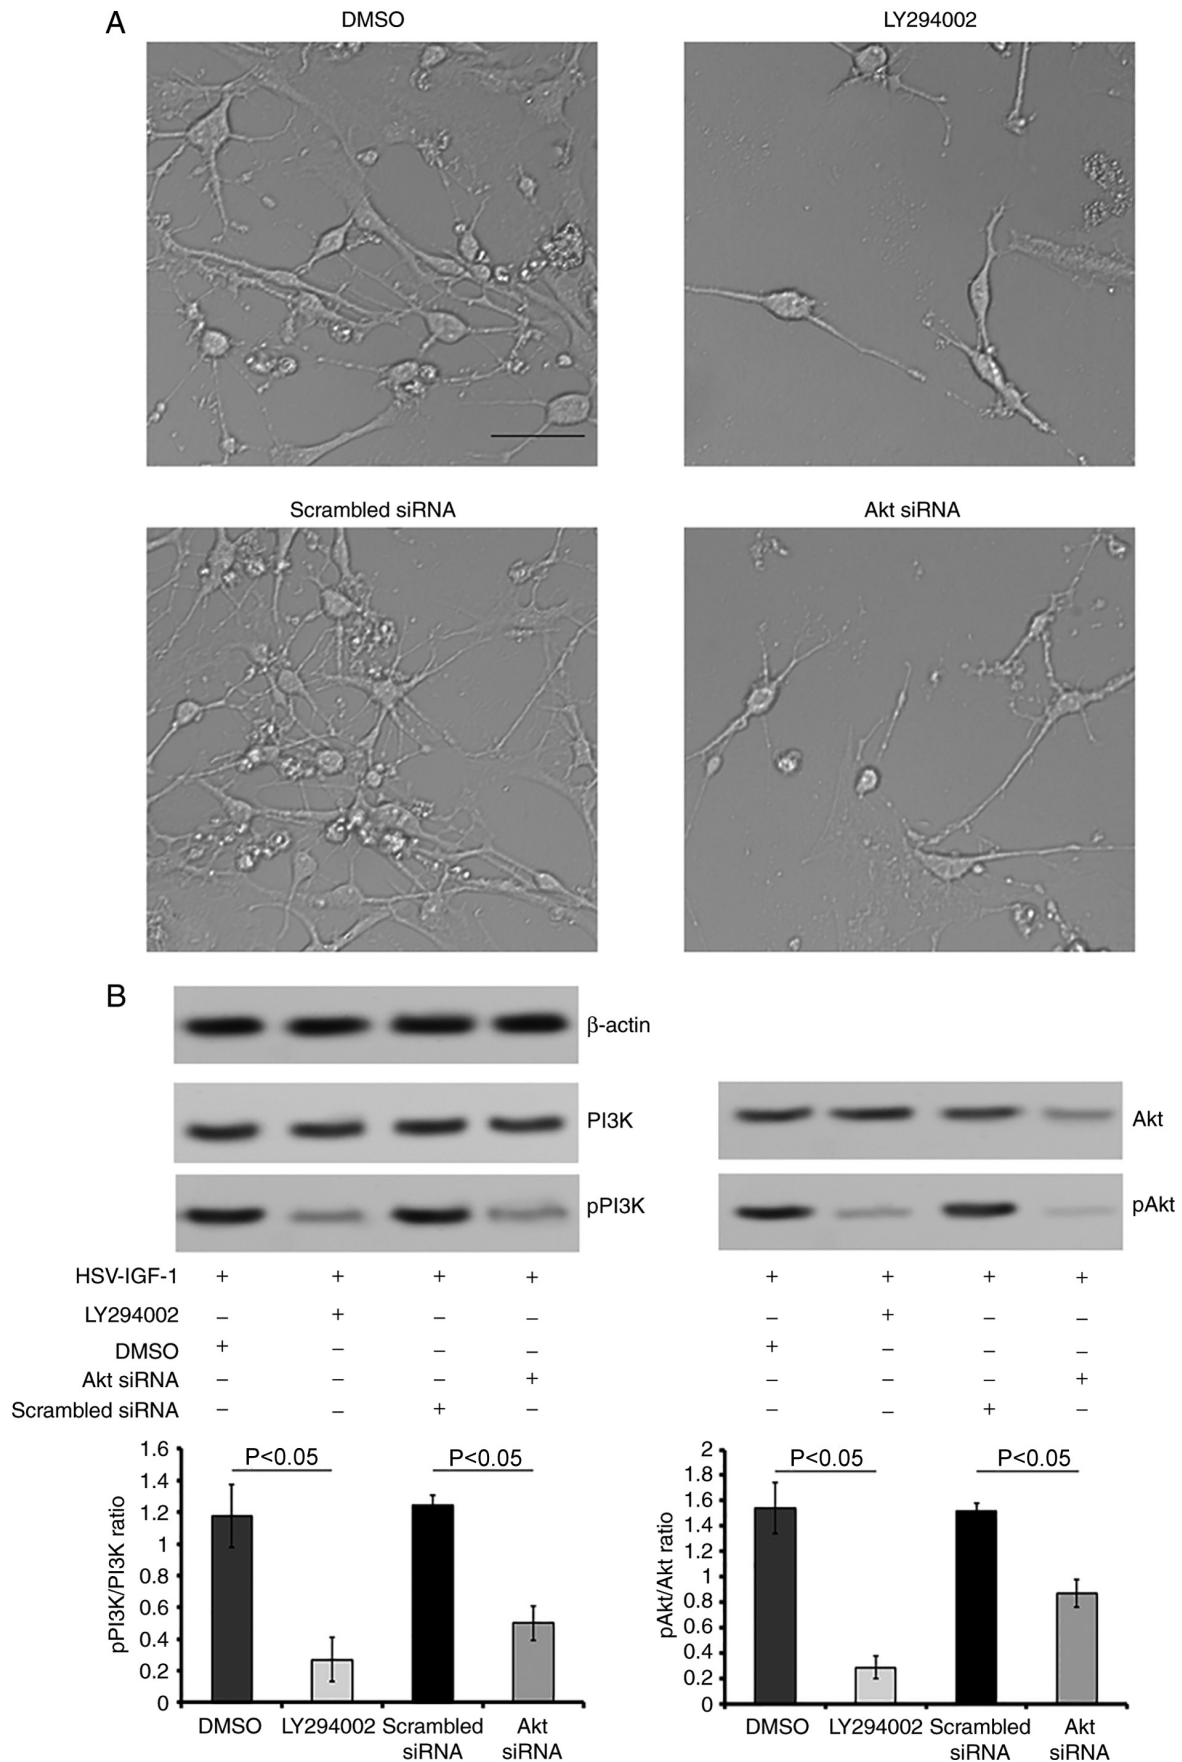 A
DMSO
LY294002
Scrambled siRNA
Akt siRNA
B
β-actin
PI3K
Akt
pPI3K
pAkt
HSV-IGF-1 + + + + + + + +
LY294002 – + – – – + – –
DMSO + – – – + – – –
Akt siRNA – – – + – – – +
Scrambled siRNA – – + – – – + –
pPI3K/PI3K ratio
1.6
1.4
1.2
1
0.8
0.6
0.4
0.2
0
P<0.05
P<0.05
DMSO
LY294002
Scrambled
siRNA
Akt
siRNA
pAkt/Akt ratio
2
1.8
1.6
1.4
1.2
1
0.8
0.6
0.4
0.2
0
P<0.05
P<0.05
DMSO
LY294002
Scrambled
siRNA
Akt
siRNA